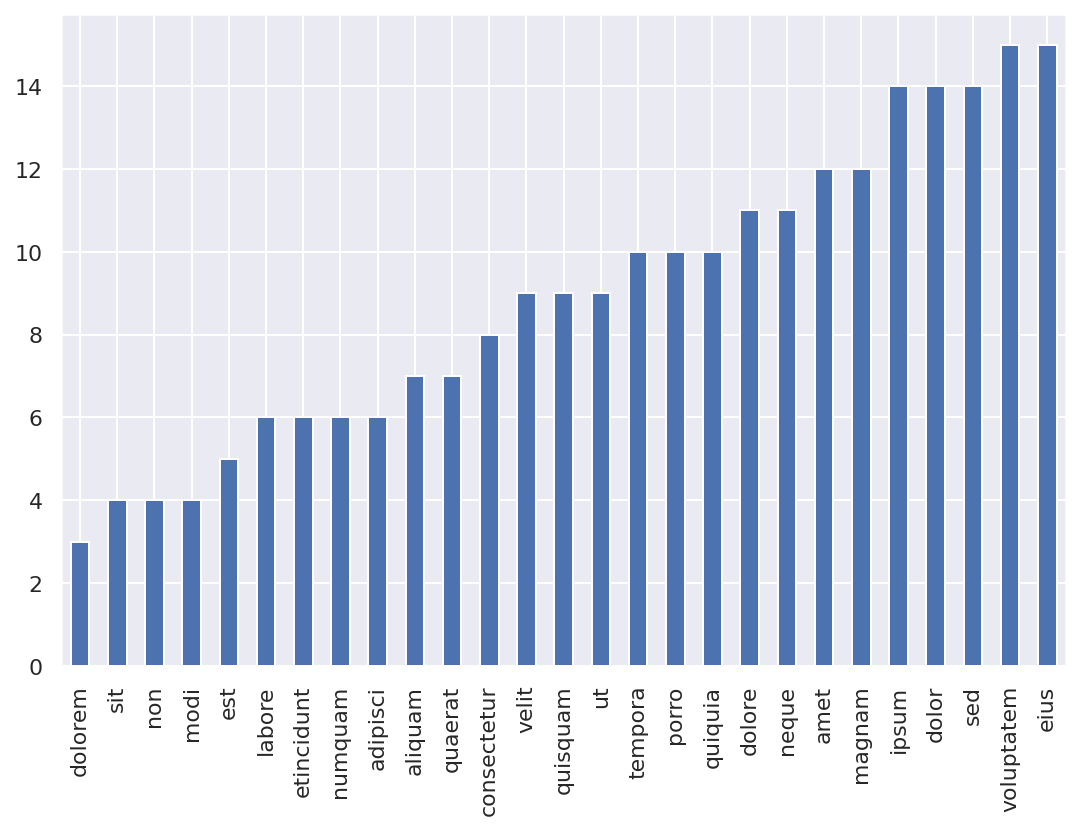 14
12
10
8
6
4
2
0
dolorem
sit
non
modi
est
labore
etincidunt
numquam
adipisci
aliquam
quaerat
consectetur
velit
quisquam
ut
tempora
porro
quiquia
dolore
neque
amet
magnam
ipsum
dolor
sed
voluptatem
eius